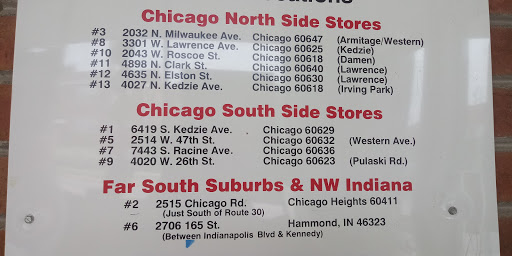 Chicago North Side Stores
#3 2032 N. Milwaukee Ave. Chicago 60647 (Armitage/Western)
#8 3301 W. Lawrence Ave. Chicago 60625 (Kedzie)
#10 2043 W. Roscoe St. Chicago 60618 (Damen)
#11 4898 N. Clark St. Chicago 60640 (Lawrence)
#12 4635 N. Elston St. Chicago 60630 (Lawrence)
#13 4027 N. Kedzie Ave. Chicago 60618 (Irving Park)
Chicago South Side Stores
#1 6419 S. Kedzie Ave. Chicago 60629
#5 2514 W. 47th St. Chicago 60632 (Western Ave.)
#7 7443 S. Racine Ave. Chicago 60636
#9 4020 W. 26th St. Chicago 60623 (Pulaski Rd.)
Far South Suburbs & NW Indiana
#2 2515 Chicago Rd. Chicago Heights 60411
(Just South of Route 30)
#6 2706 165 St. Hammond, IN 46323
(Between Indianapolis Blvd & Kennedy)